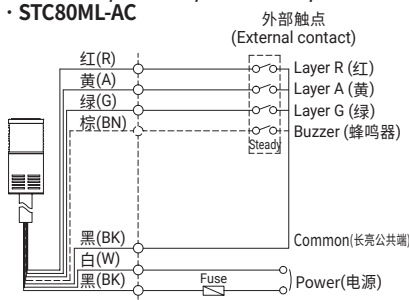 · STC80ML-AC
外部触点
(External contact)
红(R)
Layer R (红)
黄(A)
Layer A (黄)
绿(G)
Layer G (绿)
棕(BN)
Buzzer (蜂鸣器)
Steady
黑(BK)
Common(长亮公共端)
白(W)
黑(BK)
Fuse
Power(电源)